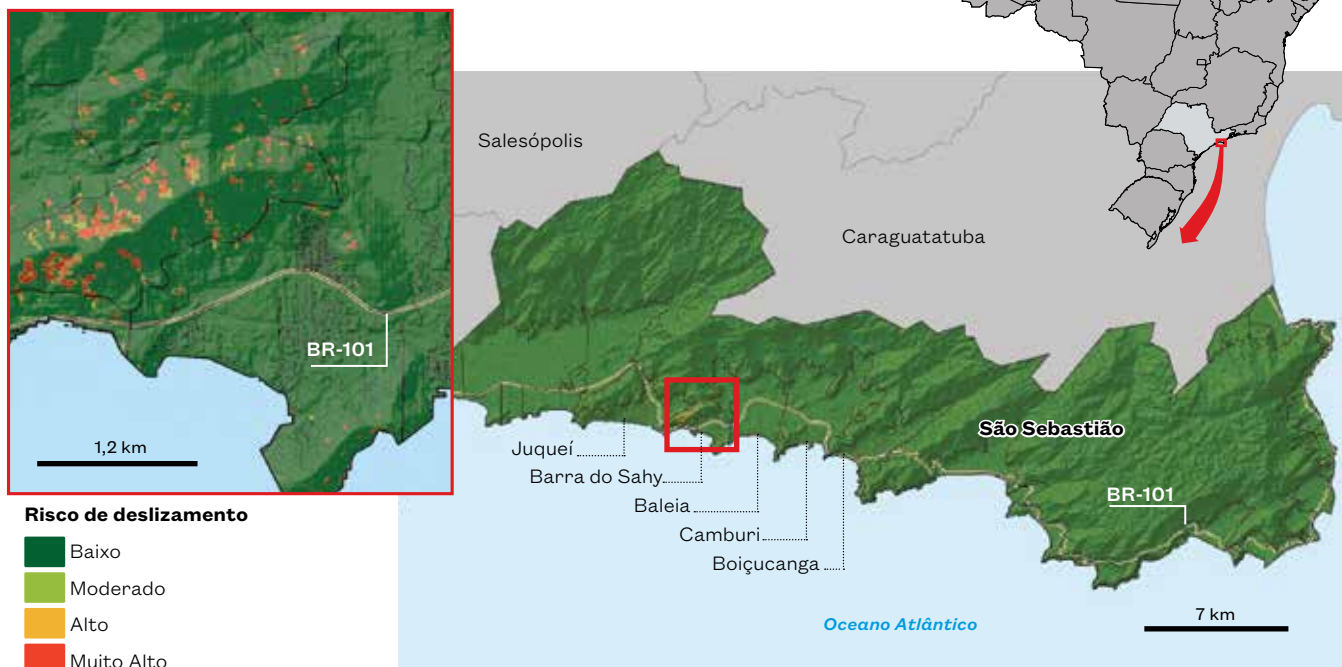 BR-101
1,2 km
Risco de deslizamento
Baixo
Moderado
Alto
Muito Alto
Salesópolis
Caraguatatuba
São Sebastião
BR-101
Juqueí
Barra do Sahy
Baleia
Camburi
Boiçucanga
Oceano Atlântico
7 km